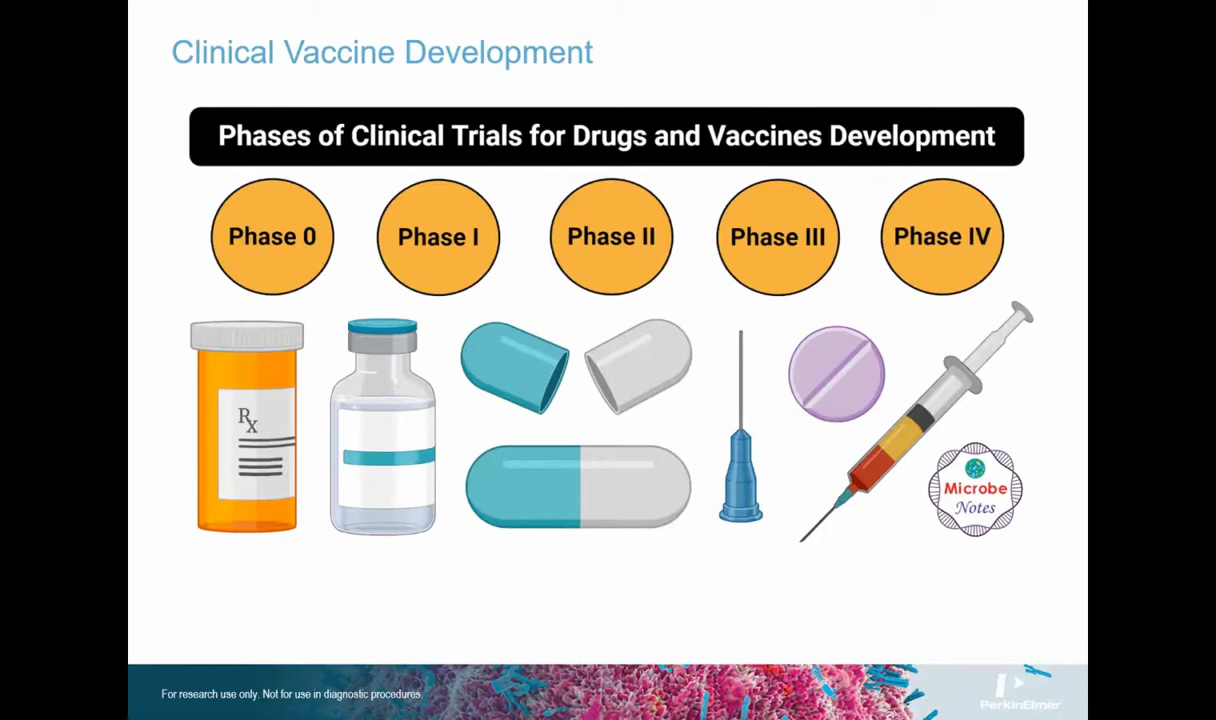 Clinical Vaccine Development
Phases of Clinical Trials for Drugs and Vaccines Development
Phase 0
Phase I
Phase II
Phase III
Phase IV
Rx
Microbe
Notes
For research use only. Not for use in diagnostic procedures.
PerkinElmer